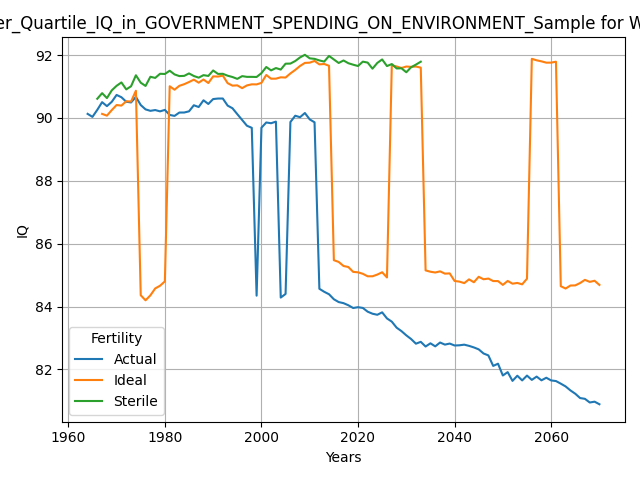 er_Quartile_IQ_in_GOVERNMENT_SPENDING_ON_ENVIRONMENT_Sample for W
92
90
88
86
84
82
IQ
Fertility
Actual
Ideal
Sterile
1960 1980 2000 2020 2040 2060
Years